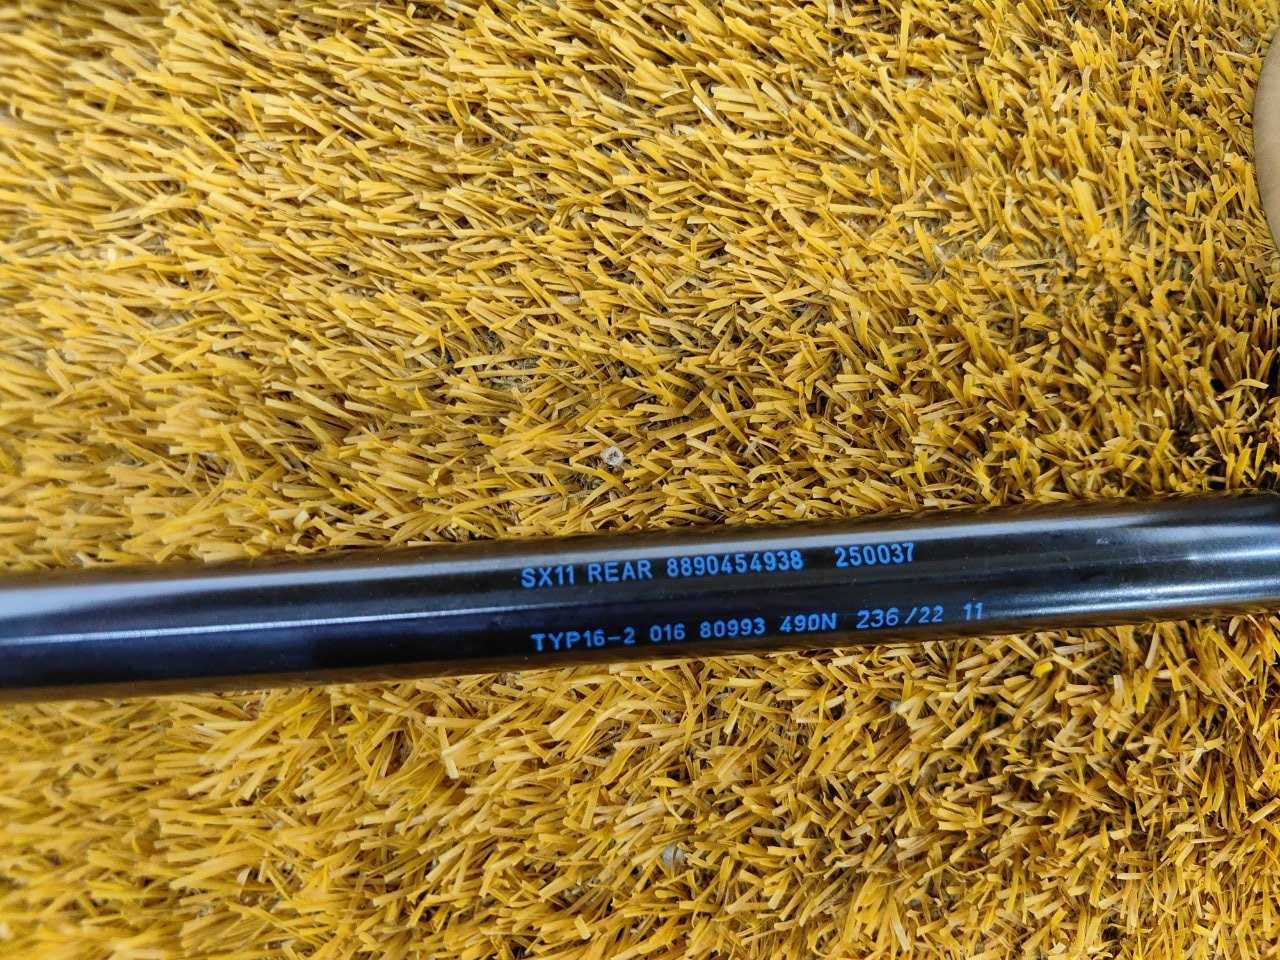 SX11 REAR 8890454938 250037
TYP16-2 016 80993 490N 236/22 11